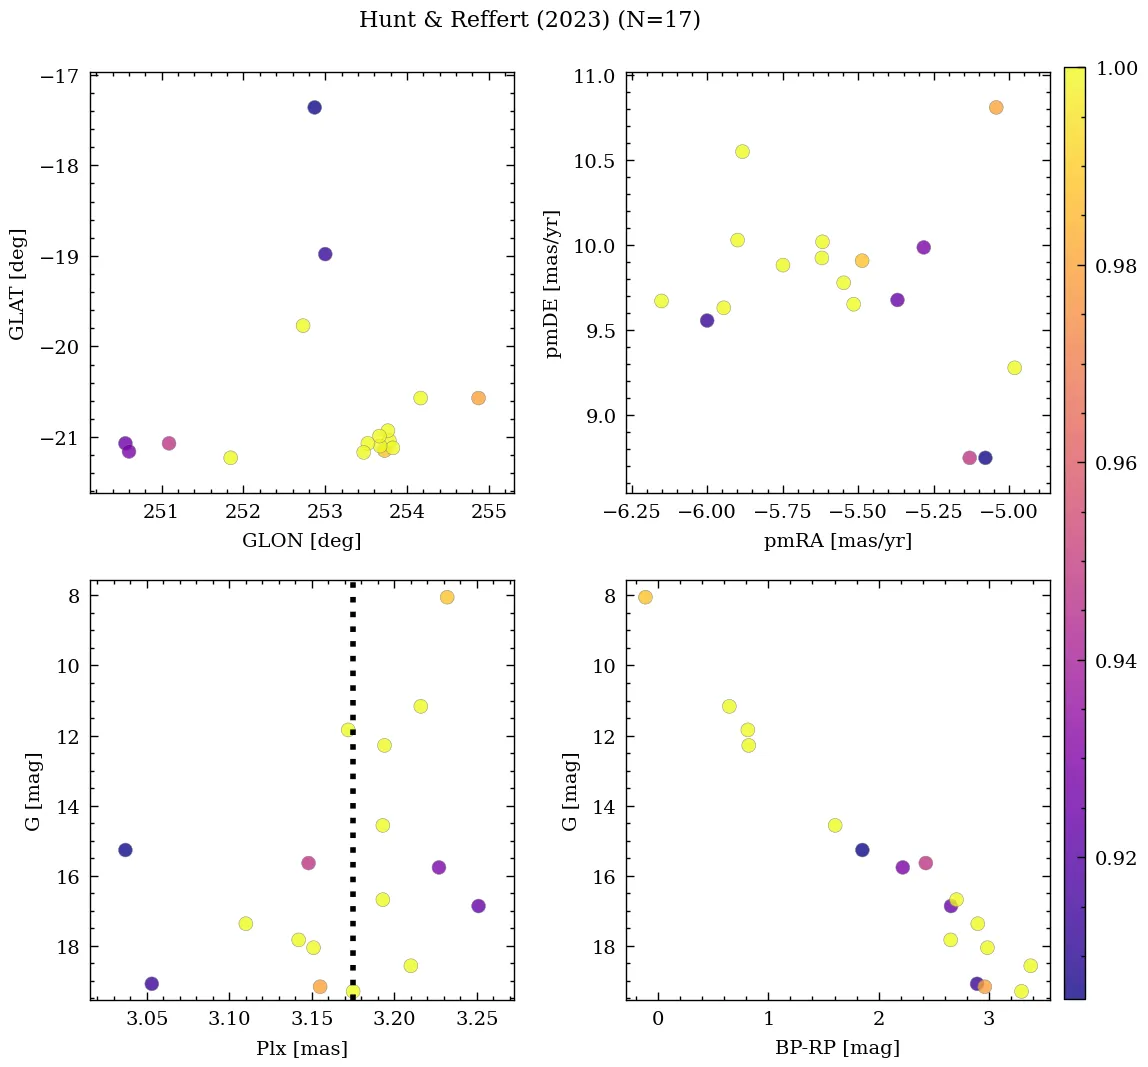 Hunt & Reffert (2023) (N=17)
−17
−18
−19
−20
−21
GLAT [deg]
251 252 253 254 255
GLON [deg]
11.0
10.5
10.0
9.5
9.0
pmDE [mas/yr]
−6.25 −6.00 −5.75 −5.50 −5.25 −5.00
pmRA [mas/yr]
8
10
12
14
16
18
G [mag]
3.05 3.10 3.15 3.20 3.25
Plx [mas]
8
10
12
14
16
18
G [mag]
0 1 2 3
BP-RP [mag]
1.00
0.98
0.96
0.94
0.92